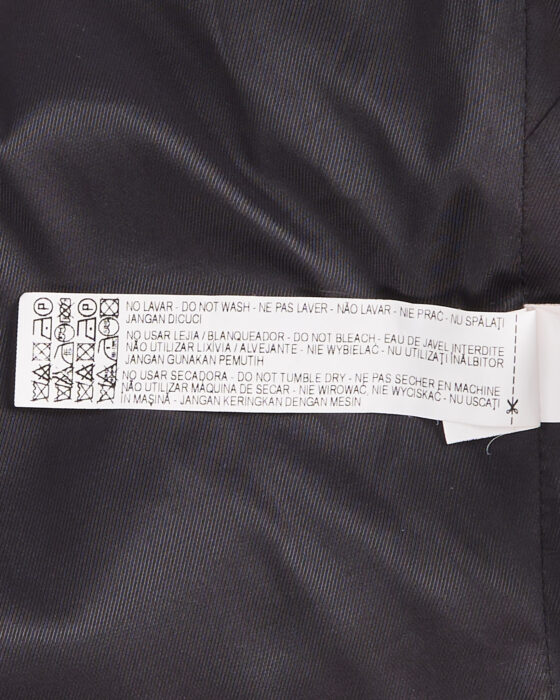 NO LAVAR - DO NOT WASH - NE PAS LAVER - NÃO LAVAR - NIE PRAĆ - NU SPĂLAȚI
JANGAN DICUCI
NO USAR LEJIA / BLANQUEADOR - DO NOT BLEACH - EAU DE JAVEL INTERDITE
NÃO UTILIZAR LIXIVIA / ALVEJANTE - NIE WYBIELAĆ - NU UTILIZAȚI INĂLBITOR
JANGAN GUNAKAN PEMUTIH
NO USAR SECADORA - DO NOT TUMBLE DRY - NE PAS SECHER EN MACHINE
NÃO UTILIZAR MÁQUINA DE SECAR - NIE WIROWAĆ, NIE WYCISKAĆ - NU USCAȚI
IN MAȘINĂ - JANGAN KERINGKAN DENGAN MESIN